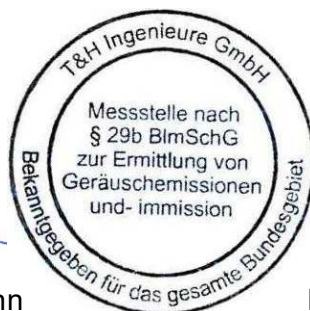 T&H Ingenieure GmbH
Messstelle nach
§ 29b BImSchG
zur Ermittlung von
Geräuschemissionen
und- immission
Bekanntgegeben für das gesamte Bundesgebiet